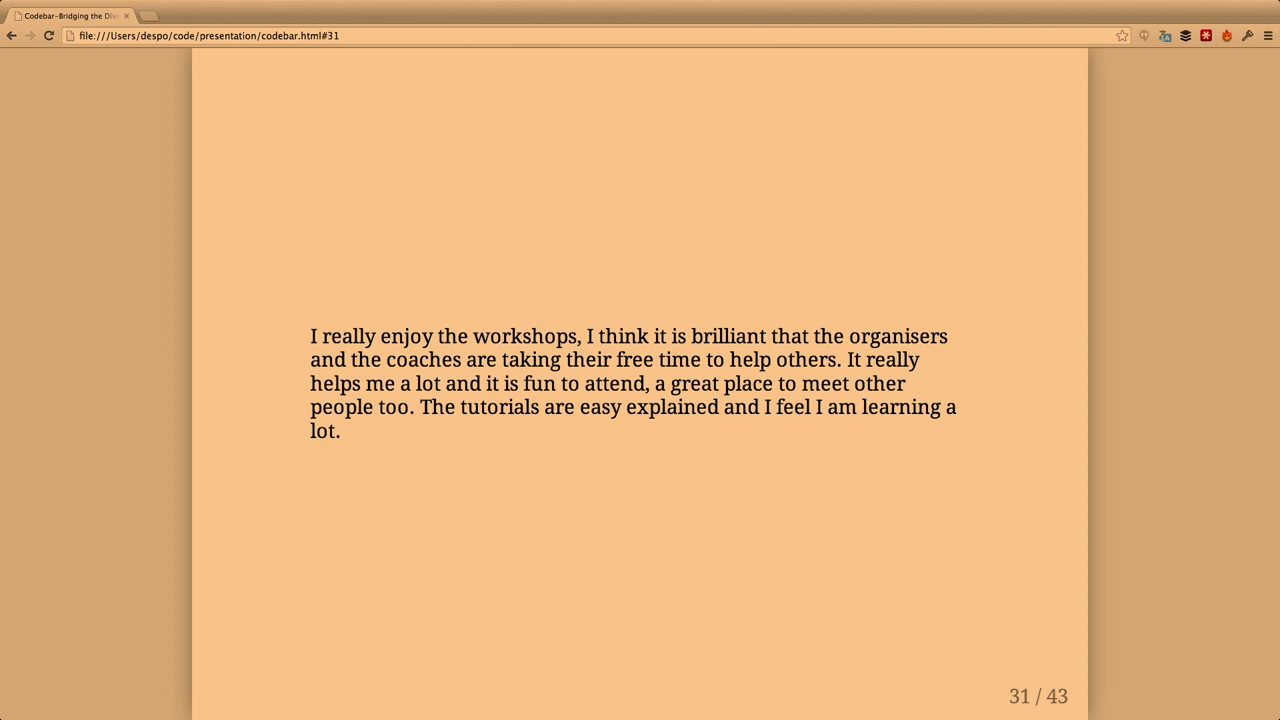 Codebar-Bridging the Div
file:///Users/despo/code/presentation/codebar.html#31
I really enjoy the workshops, I think it is brilliant that the organisers
and the coaches are taking their free time to help others. It really
helps me a lot and it is fun to attend, a great place to meet other
people too. The tutorials are easy explained and I feel I am learning a
lot.
31 / 43